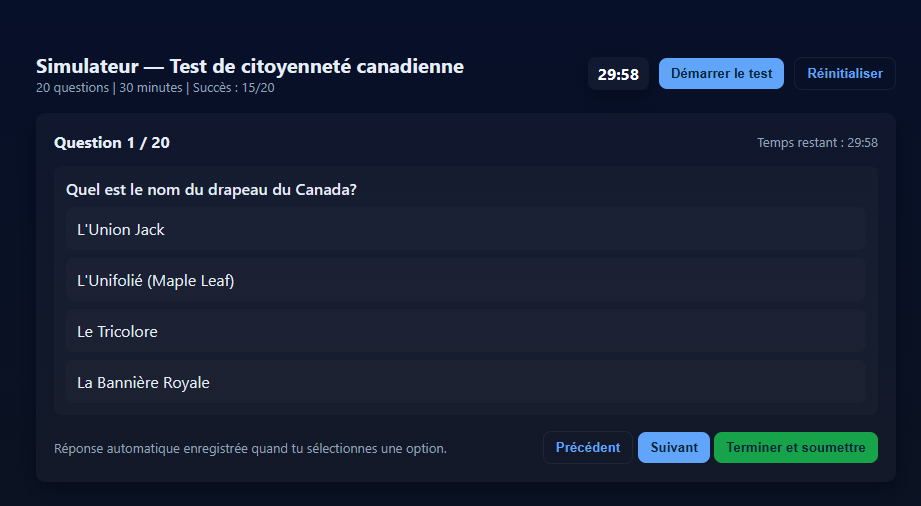 Simulateur — Test de citoyenneté canadienne
20 questions | 30 minutes | Succès : 15/20
29:58
Démarrer le test
Réinitialiser
Question 1 / 20
Temps restant : 29:58
Quel est le nom du drapeau du Canada?
L'Union Jack
L'Unifolié (Maple Leaf)
Le Tricolore
La Bannière Royale
Réponse automatique enregistrée quand tu sélectionnes une option.
Précédent
Suivant
Terminer et soumettre